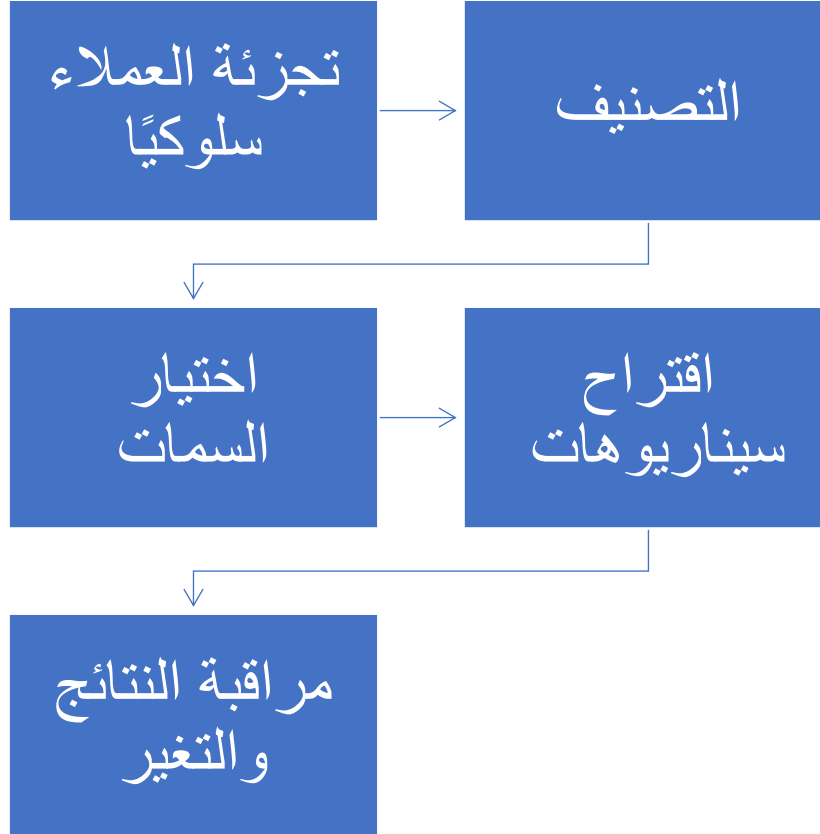 تجزئة العملاء
سلوكيًا
التصنيف
اختيار
السمات
اقتراح
سيناريوهات
مراقبة النتائج
والتغير